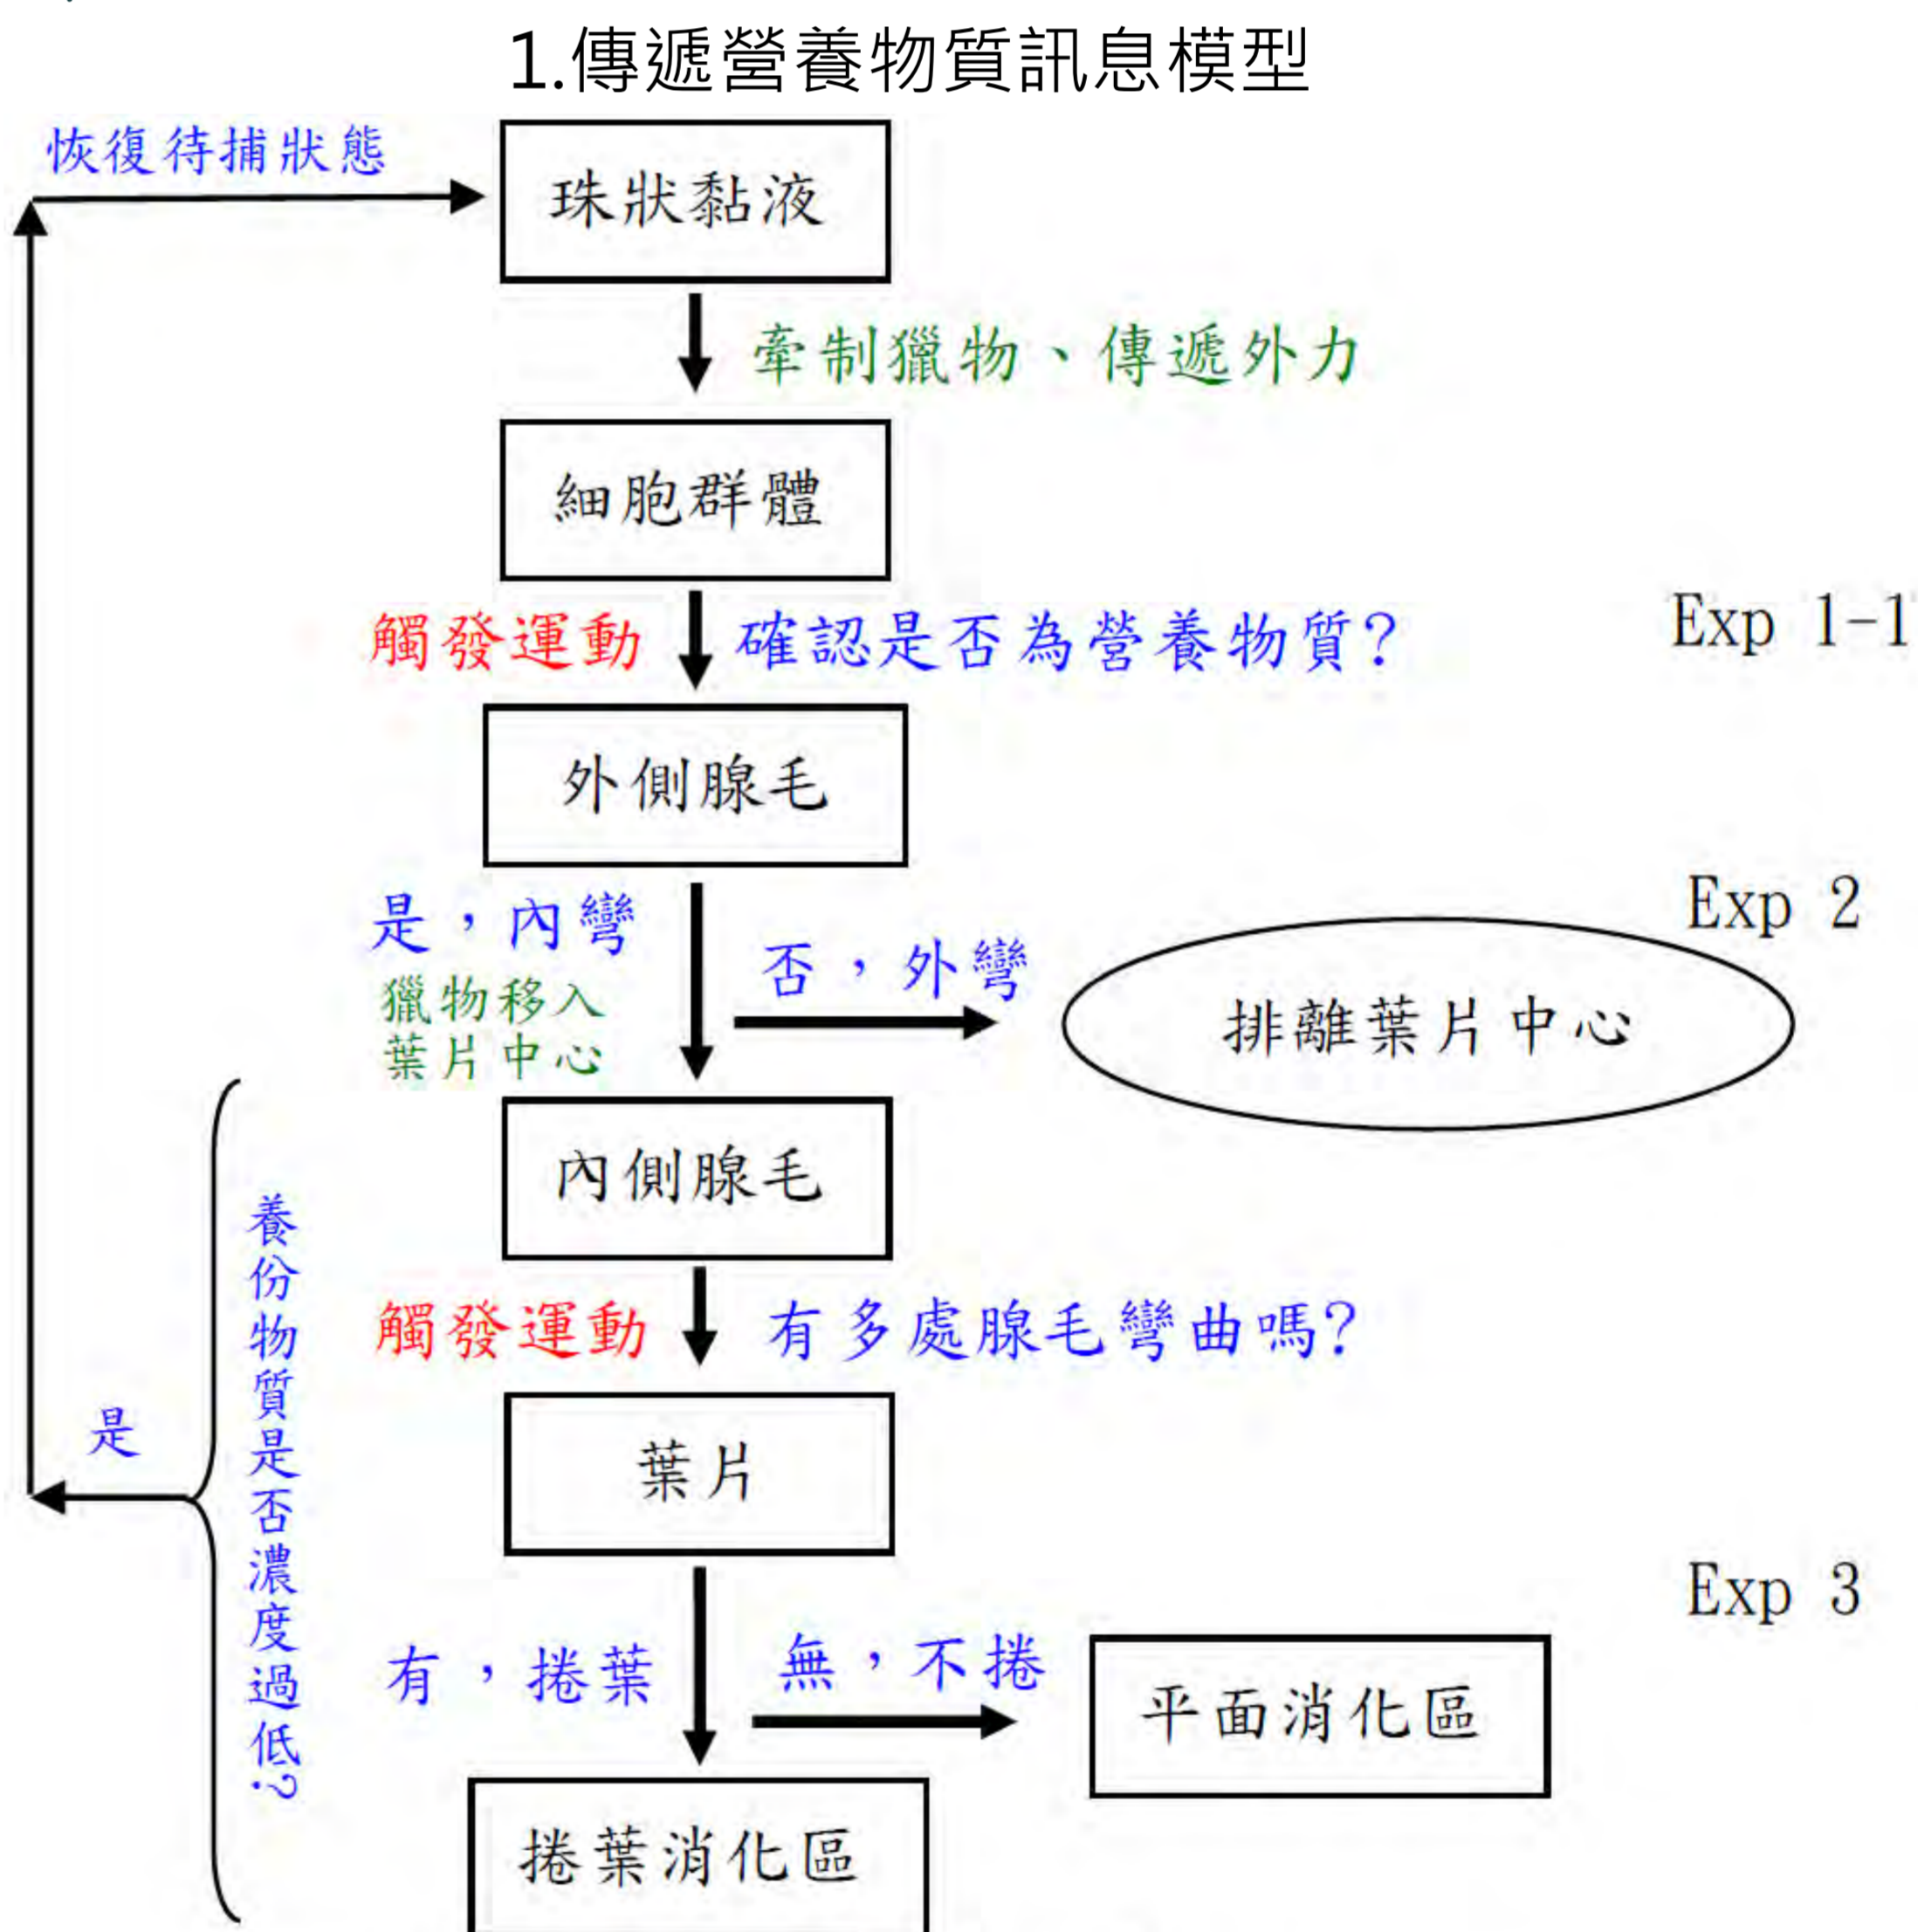 1.傳遞營養物質訊息模型
恢復待捕狀態
珠狀黏液
牽制獵物、傳遞外力
細胞群體
觸發運動
確認是否為營養物質?
Exp 1-1
外側腺毛
是，內彎
獵物移入
葉片中心
否，外彎
Exp 2
排離葉片中心
內側腺毛
觸發運動
有多處腺毛彎曲嗎?
養份物質是否濃度過低?
是
葉片
有，捲葉
無，不捲
Exp 3
平面消化區
捲葉消化區